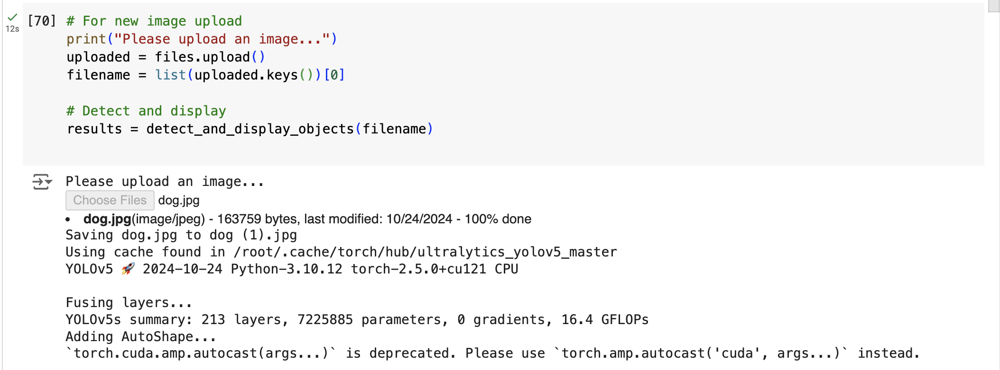 12s
[70] # For new image upload
print("Please upload an image...")
uploaded = files.upload()
filename = list(uploaded.keys())[0]
# Detect and display
results = detect_and_display_objects(filename)
Please upload an image...
Choose Files dog.jpg
• dog.jpg(image/jpeg) - 163759 bytes, last modified: 10/24/2024 - 100% done
Saving dog.jpg to dog (1).jpg
Using cache found in /root/.cache/torch/hub/ultralytics_yolov5_master
YOLOv5 🚀 2024-10-24 Python-3.10.12 torch-2.5.0+cu121 CPU
Fusing layers...
YOLOv5s summary: 213 layers, 7225885 parameters, 0 gradients, 16.4 GFLOPs
Adding AutoShape...
`torch.cuda.amp.autocast(args...)` is deprecated. Please use `torch.amp.autocast('cuda', args...)` instead.